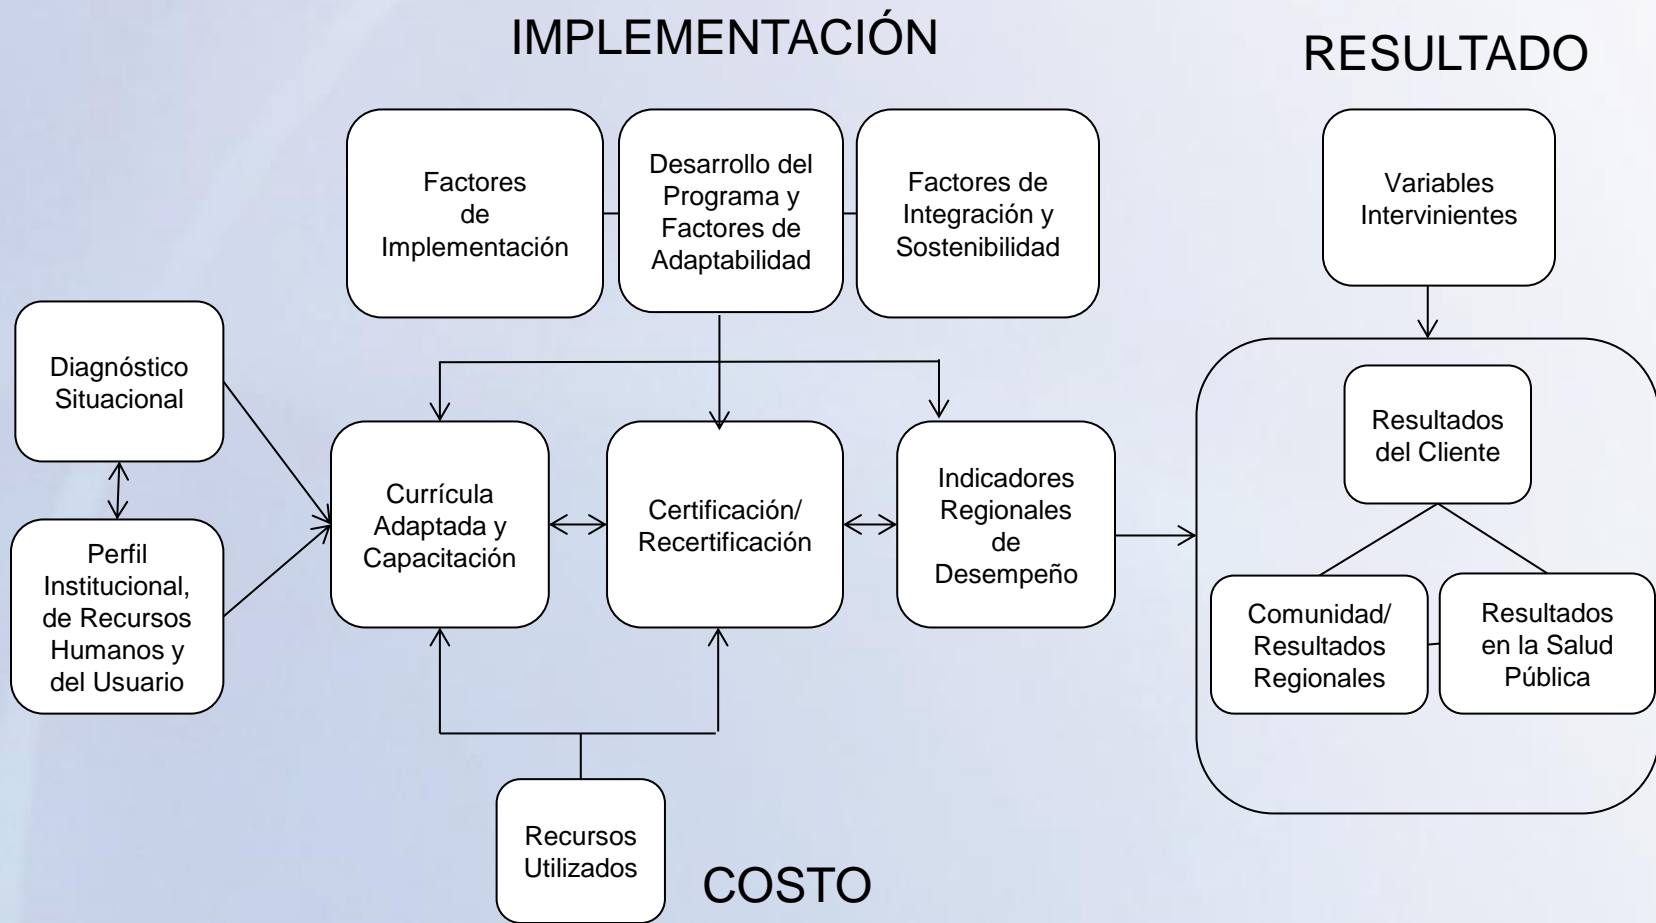 IMPLEMENTACIÓN
RESULTADO
Factores
de
Implementación
Desarrollo del
Programa y
Factores de
Adaptabilidad
Factores de
Integración y
Sostenibilidad
Variables
Intervinientes
Diagnóstico
Situacional
Perfil
Institucional,
de Recursos
Humanos y
del Usuario
Currícula
Adaptada y
Capacitación
Certificación/
Recertificación
Indicadores
Regionales
de
Desempeño
Resultados
del Cliente
Comunidad/
Resultados
Regionales
Resultados
en la Salud
Pública
Recursos
Utilizados
COSTO